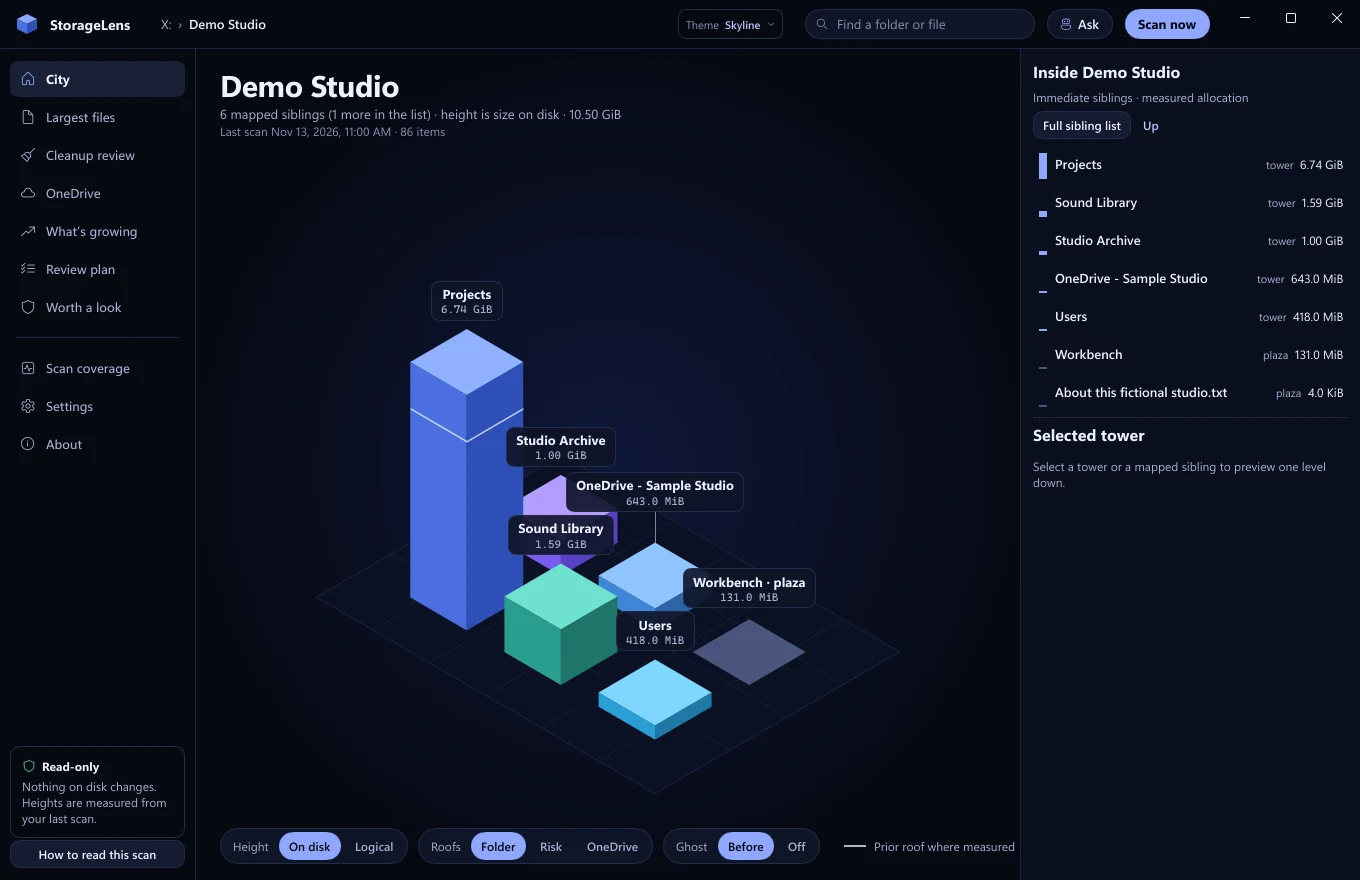 StorageLens
X: › Demo Studio
Theme Skyline
Find a folder or file
Ask
Scan now
City
Largest files
Cleanup review
OneDrive
What's growing
Review plan
Worth a look
Scan coverage
Settings
About
Read-only
Nothing on disk changes.
Heights are measured from
your last scan.
How to read this scan
Demo Studio
6 mapped siblings (1 more in the list) · height is size on disk · 10.50 GiB
Last scan Nov 13, 2026, 11:00 AM · 86 items
Projects
6.74 GiB
Studio Archive
1.00 GiB
OneDrive - Sample Studio
643.0 MiB
Sound Library
1.59 GiB
Workbench · plaza
131.0 MiB
Users
418.0 MiB
Height On disk Logical
Roofs Folder Risk OneDrive
Ghost Before Off
Prior roof where measured
Inside Demo Studio
Immediate siblings · measured allocation
Full sibling list Up
Projects tower 6.74 GiB
Sound Library tower 1.59 GiB
Studio Archive tower 1.00 GiB
OneDrive - Sample Studio tower 643.0 MiB
Users tower 418.0 MiB
Workbench plaza 131.0 MiB
About this fictional studio.txt plaza 4.0 KiB
Selected tower
Select a tower or a mapped sibling to preview one level
down.